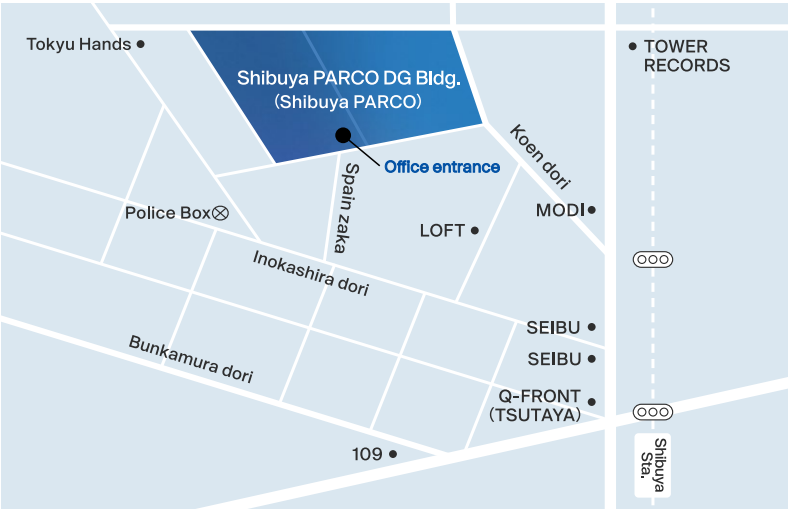 Tokyu Hands
TOWER
RECORDS
Shibuya PARCO DG Bldg.
(Shibuya PARCO)
Office entrance
Koen dori
Spain zaka
Police Box
MODI
LOFT
Inokashira dori
SEIBU
Bunkamura dori
SEIBU
Q-FRONT
(TSUTAYA)
109
Shibuya
Sta.